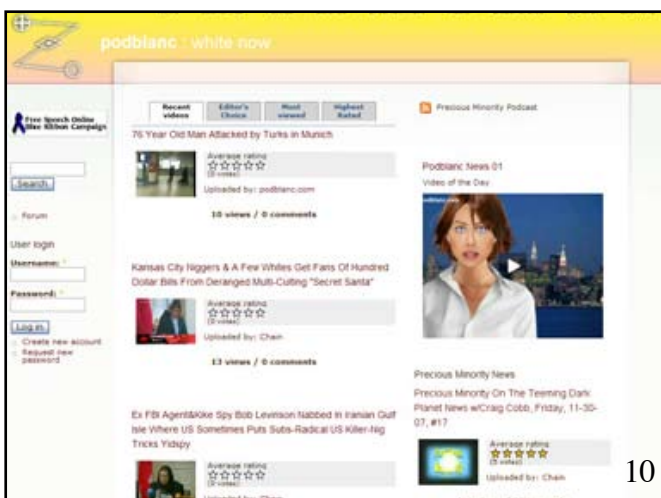 podblanc : white now
Free Speech Online
Blue Ribbon Campaign
Search
Forum
User login
Username: *
Password: *
Log in
Create new account
Request new
password
Recent
videos
Editor's
Choice
Most
viewed
Highest
Rated
76 Year Old Man Attacked by Turks in Munich
Average rating
(0 votes)
Uploaded by: podblanc.com
10 views / 0 comments
Kansas City Niggers & A Few Whites Get Fans Of Hundred
Dollar Bills From Deranged Multi-Culting "Secret Santa"
Average rating
(0 votes)
Uploaded by: Chain
13 views / 0 comments
Ex FBI Agent&Kike Spy Bob Levinson Nabbed In Iranian Gulf
Isle Where US Sometimes Puts Subs-Radical US Killer-Nig
Tricks Yidspy
Average rating
(0 votes)
Uploaded by: Chain
Precious Minority Podcast
Podblanc News 01
Video of the Day
podblanc.com
Precious Minority News
Precious Minority On The Teeming Dark
Planet News w/Craig Cobb, Friday, 11-30-
07, #17
Average rating
(5 votes)
Uploaded by: Chain
10